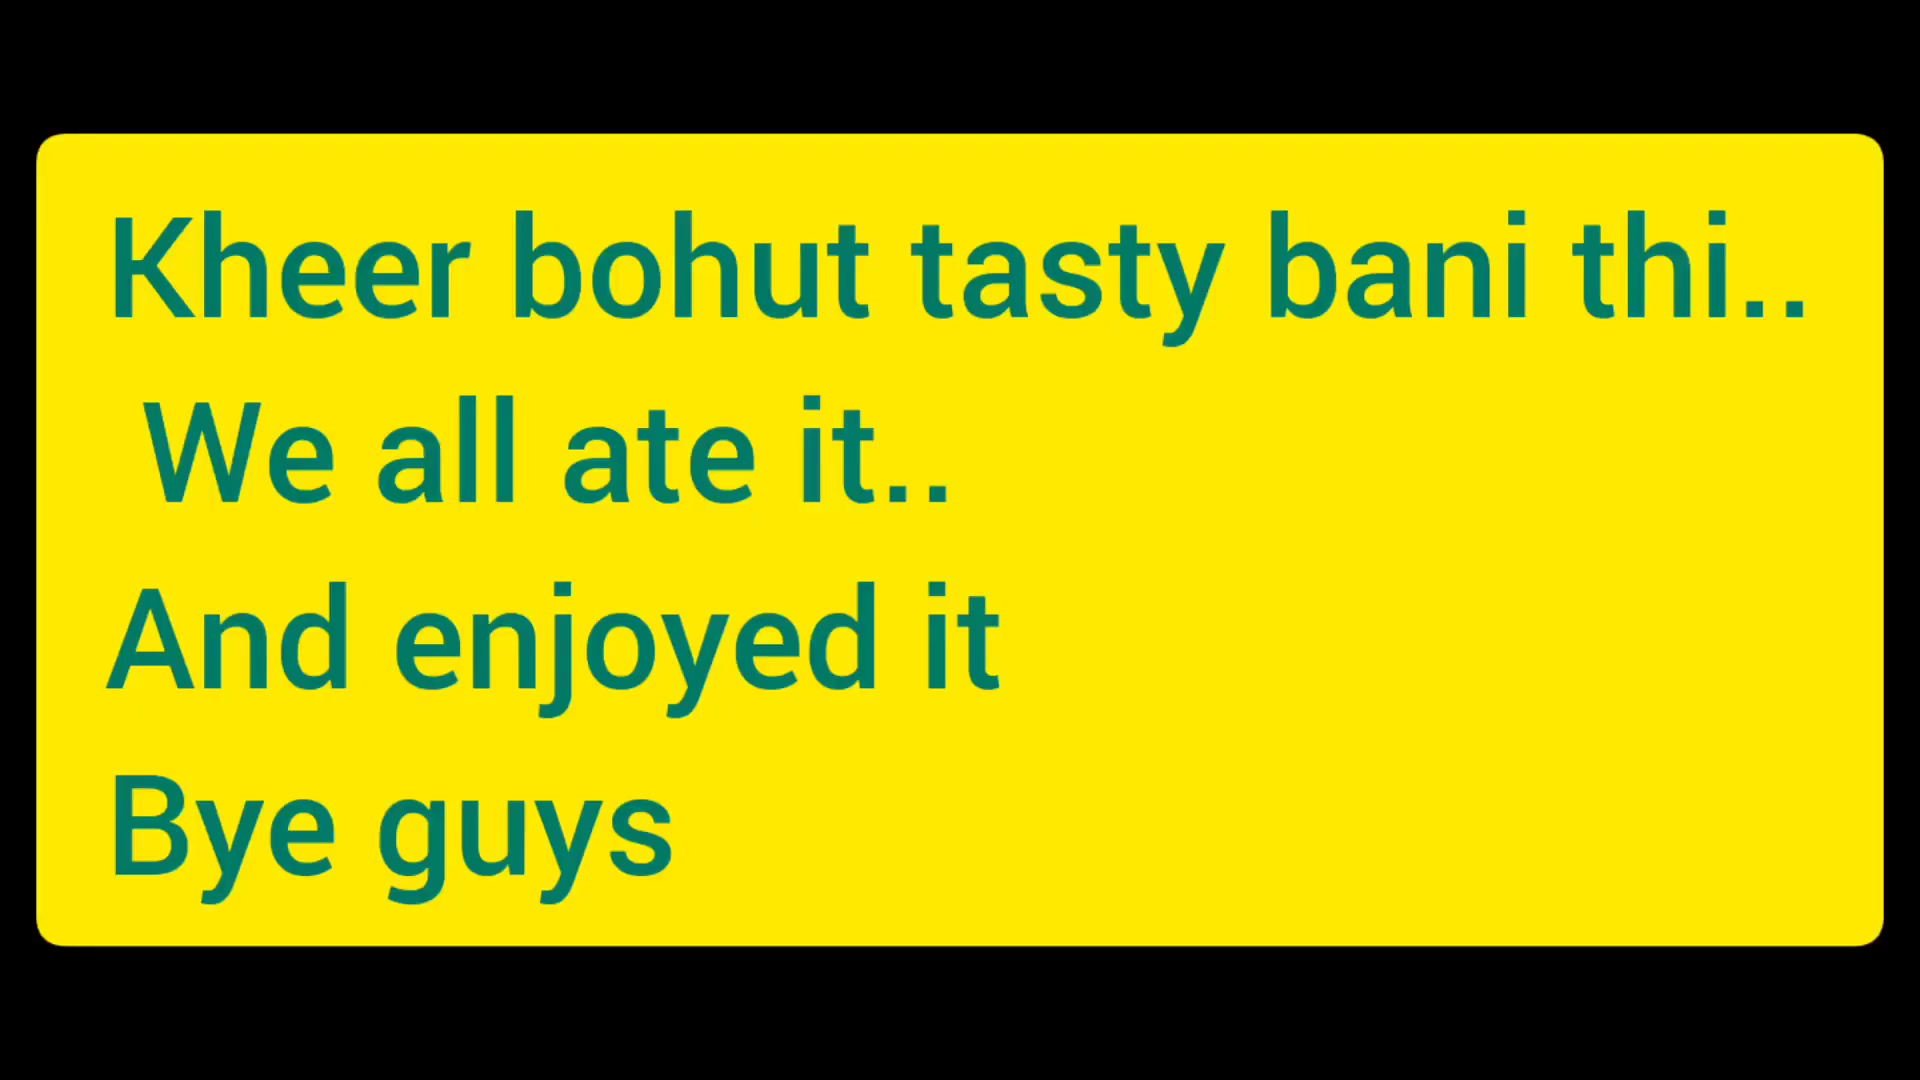 Kheer bohut tasty bani thi..
We all ate it..
And enjoyed it
Bye guys